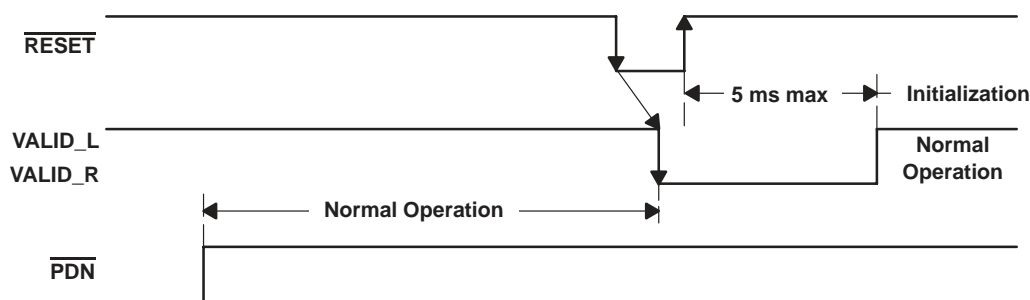 RESET
5 ms max
Initialization
VALID_L
VALID_R
Normal
Operation
Normal Operation
PDN